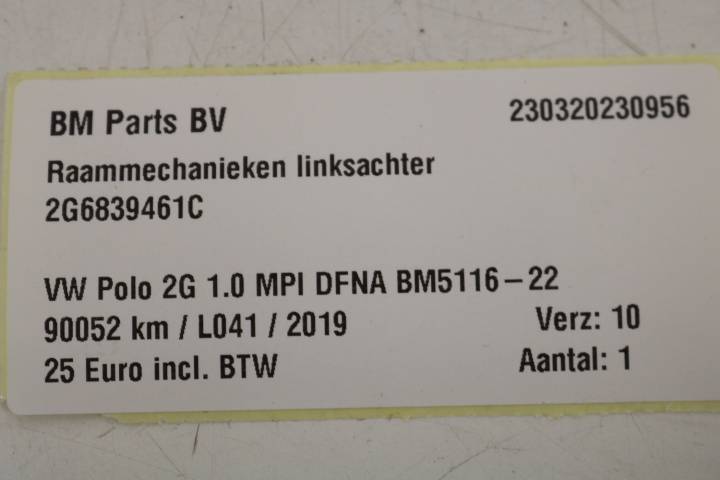 BM Parts BV 230320230956
Raammechanieken linksachter
2G6839461C
VW Polo 2G 1.0 MPI DFNA BM5116-22
90052 km / L041 / 2019 Verz: 10
25 Euro incl. BTW Aantal: 1